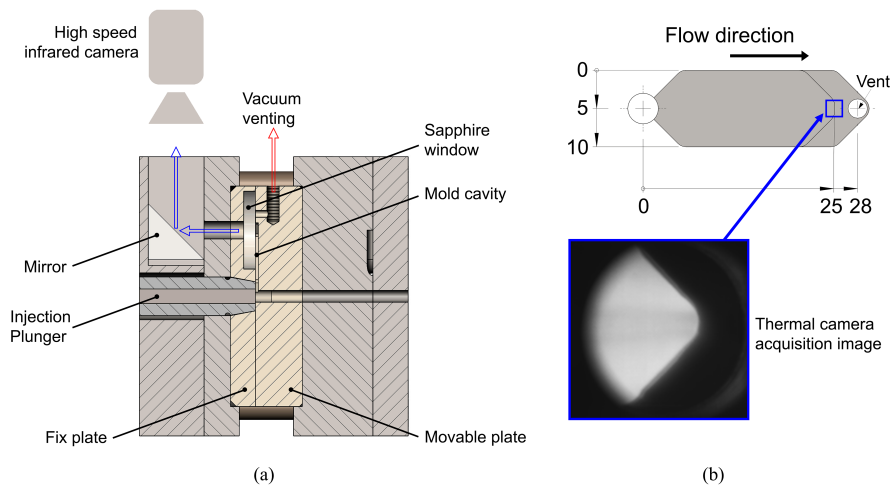 High speed
infrared camera
Vacuum
venting
Sapphire
window
Mold cavity
Mirror
Injection
Plunger
Fix plate
Movable plate
(a)
Flow direction
0
5
10
Vent
0
25
28
Thermal camera
acquisition image
(b)